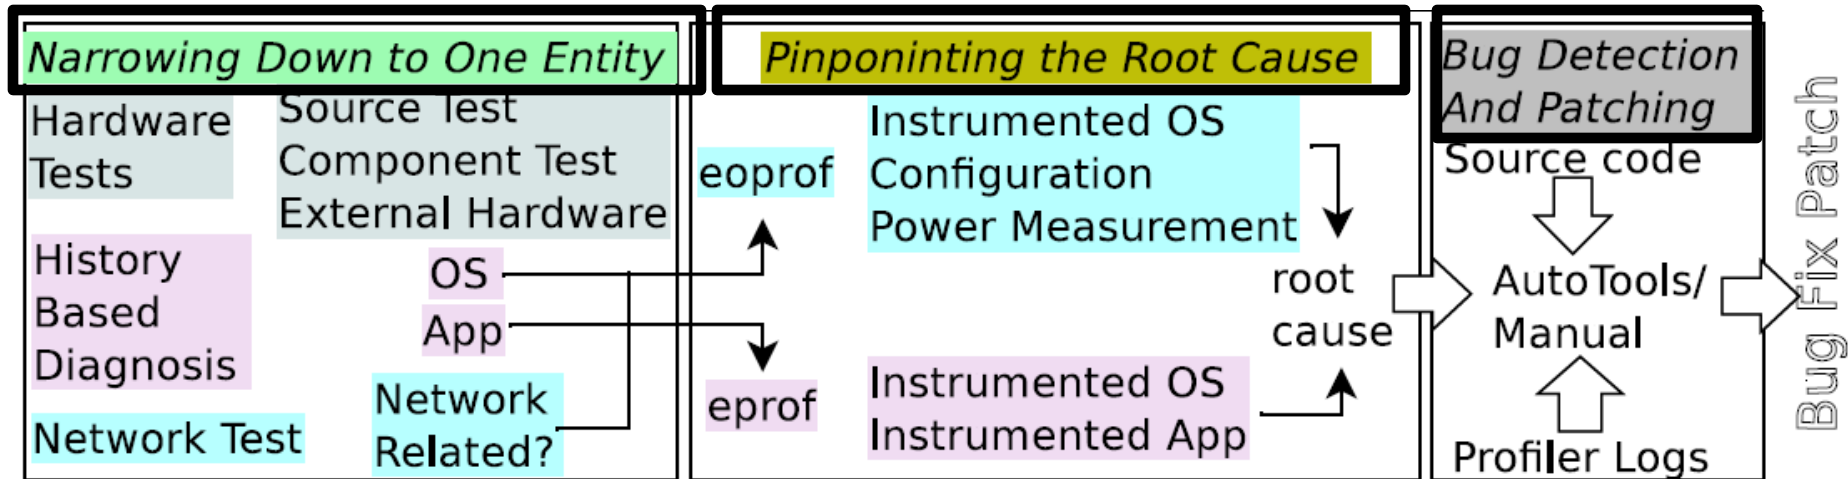 Narrowing Down to One Entity
Hardware
Tests
Source Test
Component Test
External Hardware
History
Based
Diagnosis
OS
App
Network Test
Network
Related?
Pinponinting the Root Cause
eoprof
Instrumented OS
Configuration
Power Measurement
root
cause
eprof
Instrumented OS
Instrumented App
Bug Detection
And Patching
Source code
AutoTools/
Manual
Profiler Logs
Bug Fix Patch